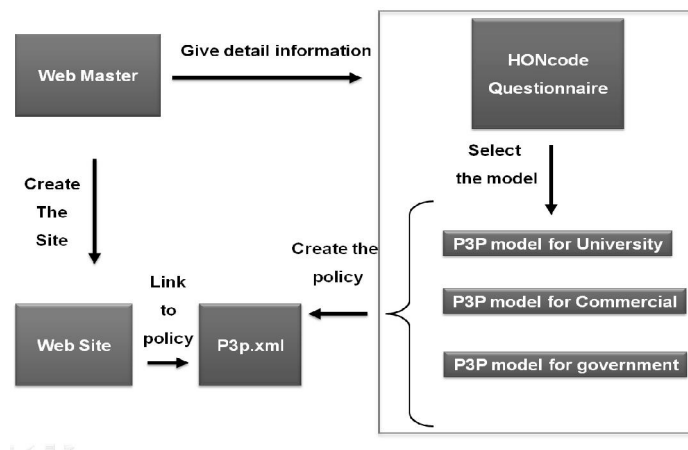 Web Master
Give detail information
HONcode
Questionnaire
Create
The
Site
Select
the model
P3P model for University
Create the
policy
P3P model for Commercial
Link
to
policy
Web Site
P3p.xml
P3P model for government